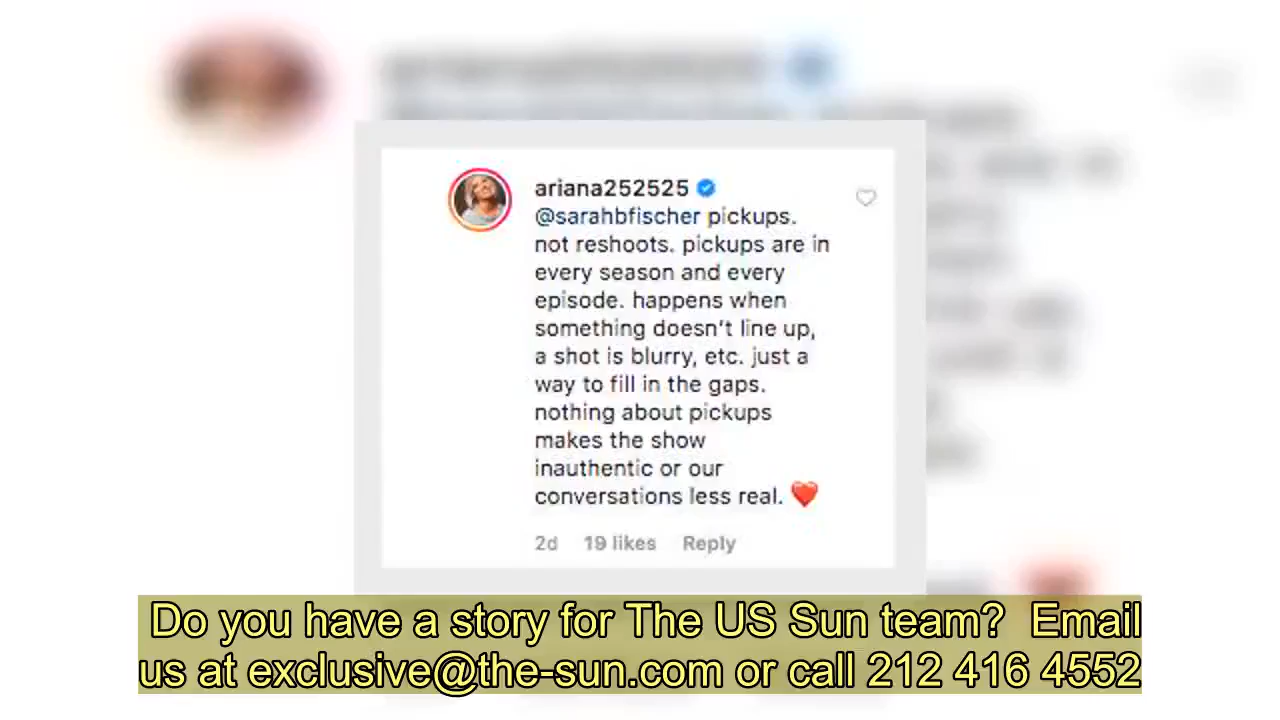 ariana252525
@sarahbfischer pickups.
not reshoots. pickups are in
every season and every
episode. happens when
something doesn't line up,
a shot is blurry, etc. just a
way to fill in the gaps.
nothing about pickups
makes the show
inauthentic or our
conversations less real. ❤️
2d 19 likes Reply
Do you have a story for The US Sun team? Email
us at exclusive@the-sun.com or call 212 416 4552